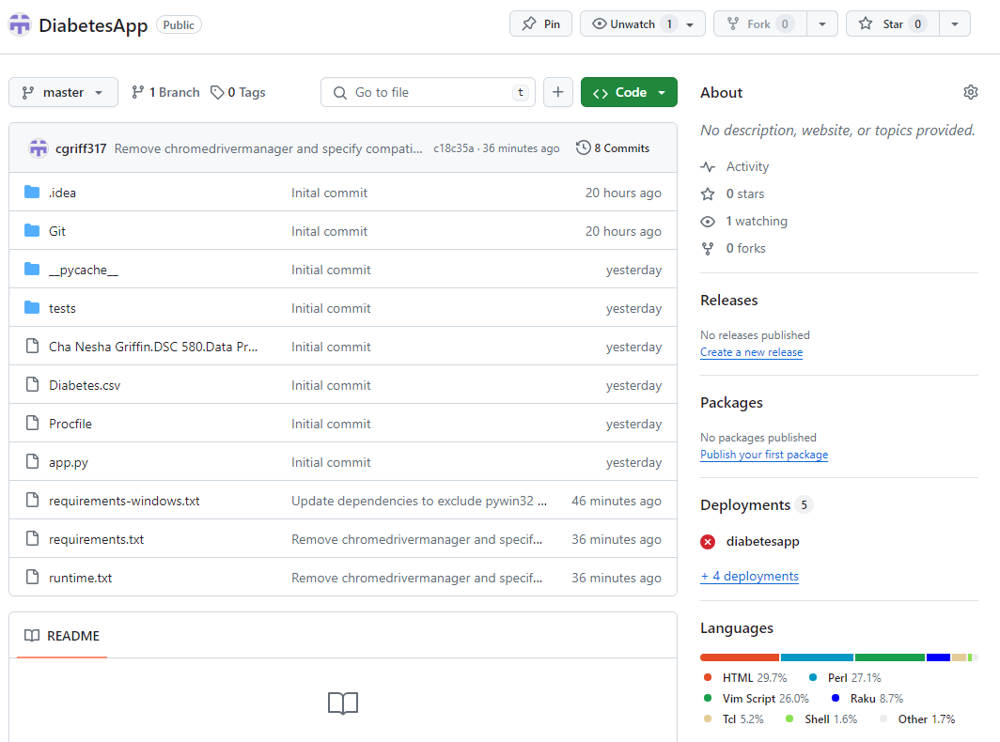 DiabetesApp Public Pin Unwatch 1 Fork 0 Star 0
master 1 Branch 0 Tags Go to file t Code
cgriff317 Remove chromedrivermanager and specify compati... c18c35a · 36 minutes ago 8 Commits
.idea Inital commit 20 hours ago
Git Inital commit 20 hours ago
__pycache__ Initial commit yesterday
tests Initial commit yesterday
Cha Nesha Griffin.DSC 580.Data Pr... Initial commit yesterday
Diabetes.csv Initial commit yesterday
Procfile Initial commit yesterday
app.py Initial commit yesterday
requirements-windows.txt Update dependencies to exclude pywin32 ... 46 minutes ago
requirements.txt Remove chromedrivermanager and specif... 36 minutes ago
runtime.txt Remove chromedrivermanager and specif... 36 minutes ago
README
About
No description, website, or topics provided.
Activity
0 stars
1 watching
0 forks
Releases
No releases published
Create a new release
Packages
No packages published
Publish your first package
Deployments 5
diabetesapp
+ 4 deployments
Languages
HTML 29.7% Perl 27.1%
Vim Script 26.0% Raku 8.7%
Tcl 5.2% Shell 1.6% Other 1.7%